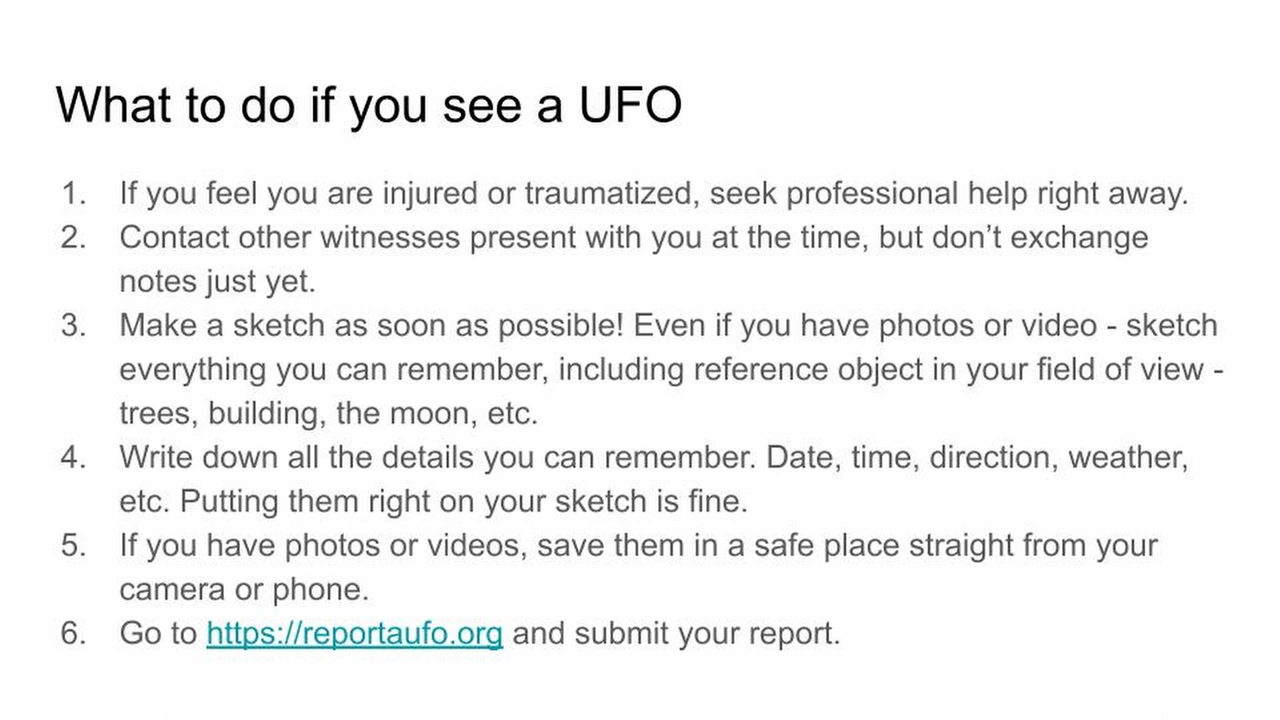 What to do if you see a UFO
1. If you feel you are injured or traumatized, seek professional help right away.
2. Contact other witnesses present with you at the time, but don’t exchange
notes just yet.
3. Make a sketch as soon as possible! Even if you have photos or video - sketch
everything you can remember, including reference object in your field of view -
trees, building, the moon, etc.
4. Write down all the details you can remember. Date, time, direction, weather,
etc. Putting them right on your sketch is fine.
5. If you have photos or videos, save them in a safe place straight from your
camera or phone.
6. Go to https://reportaufo.org and submit your report.